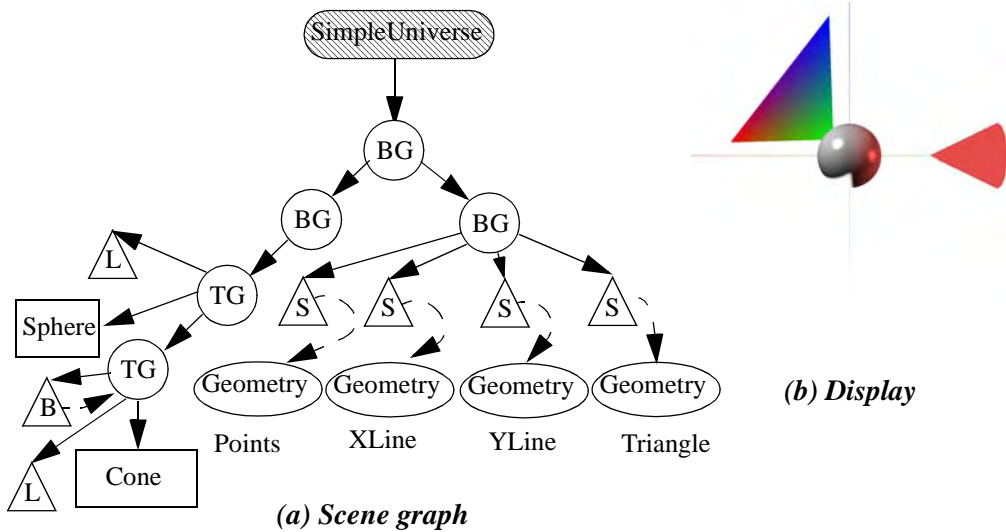 SimpleUniverse
BG
BG
BG
L
TG
S
S
S
S
Sphere
TG
B
Geometry
Geometry
Geometry
Geometry
Points
XLine
YLine
Triangle
L
Cone
(a) Scene graph
(b) Display